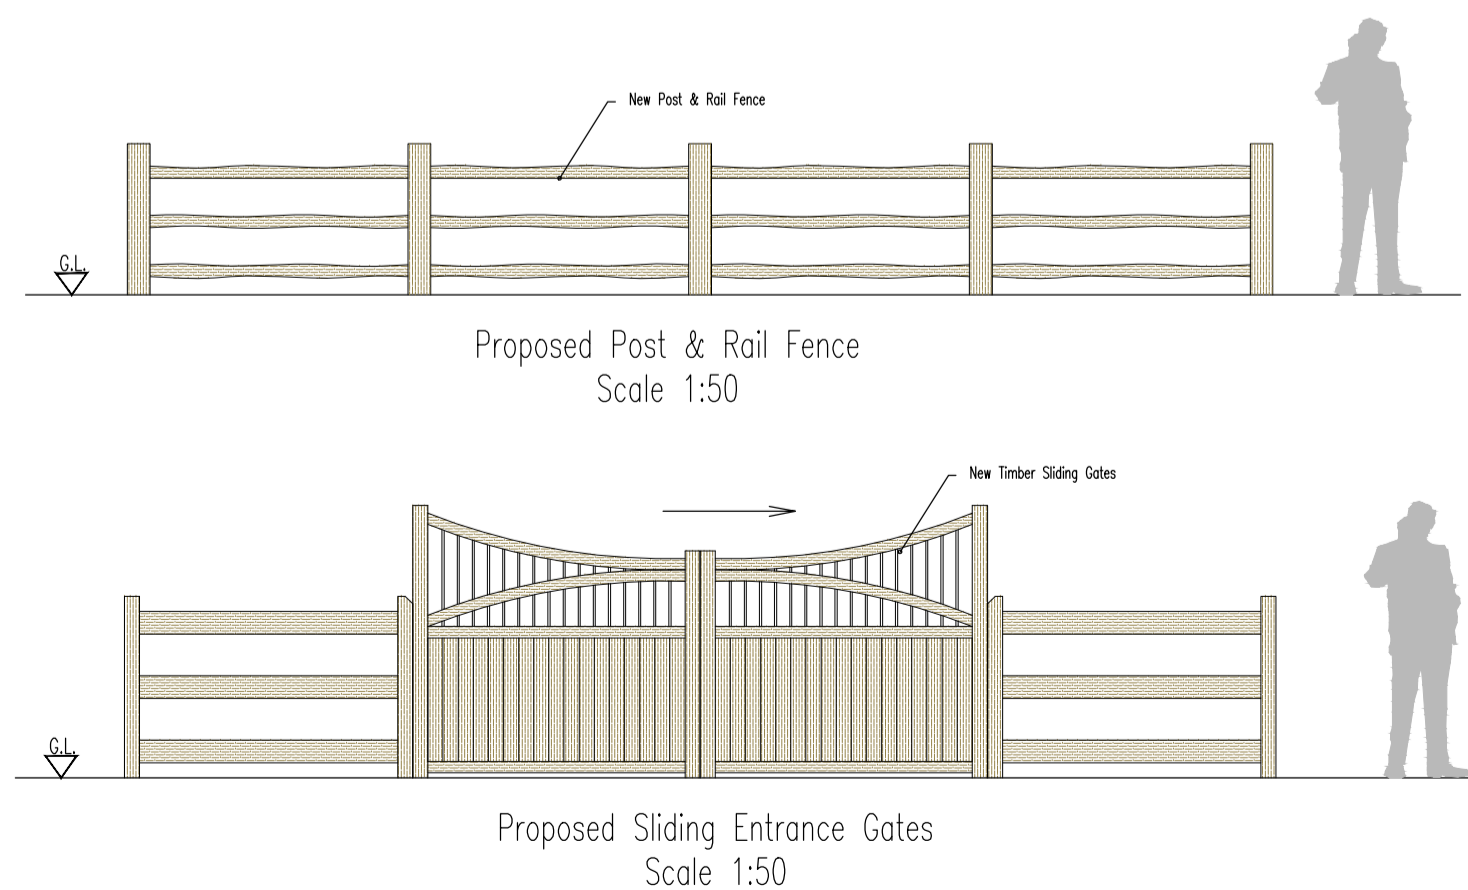 New Post & Rail Fence
G.L.
Proposed Post & Rail Fence
Scale 1:50
New Timber Sliding Gates
G.L.
Proposed Sliding Entrance Gates
Scale 1:50